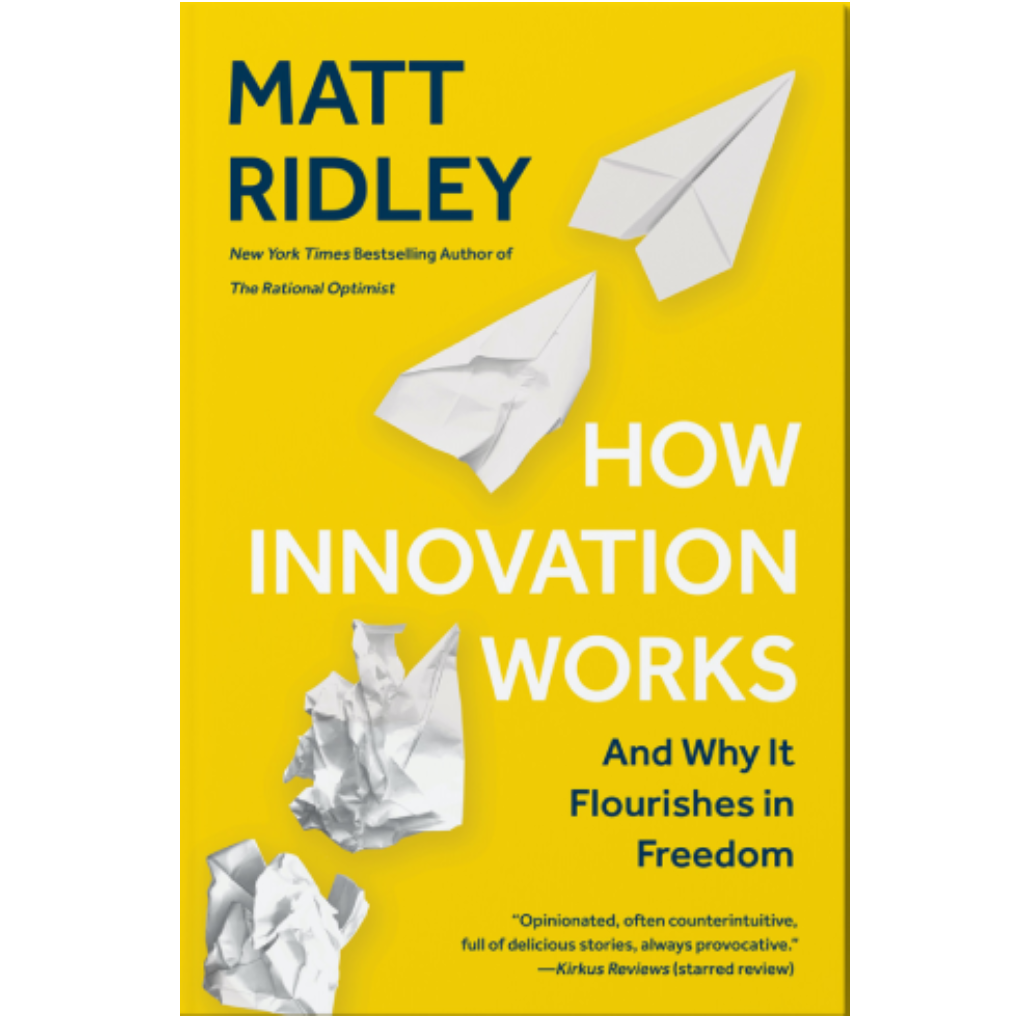 MATT
RIDLEY
New York Times Bestselling Author of
The Rational Optimist
HOW
INNOVATION
WORKS
And Why It
Flourishes in
Freedom
“Opinionated, often counterintuitive,
full of delicious stories, always provocative.”
—Kirkus Reviews (starred review)